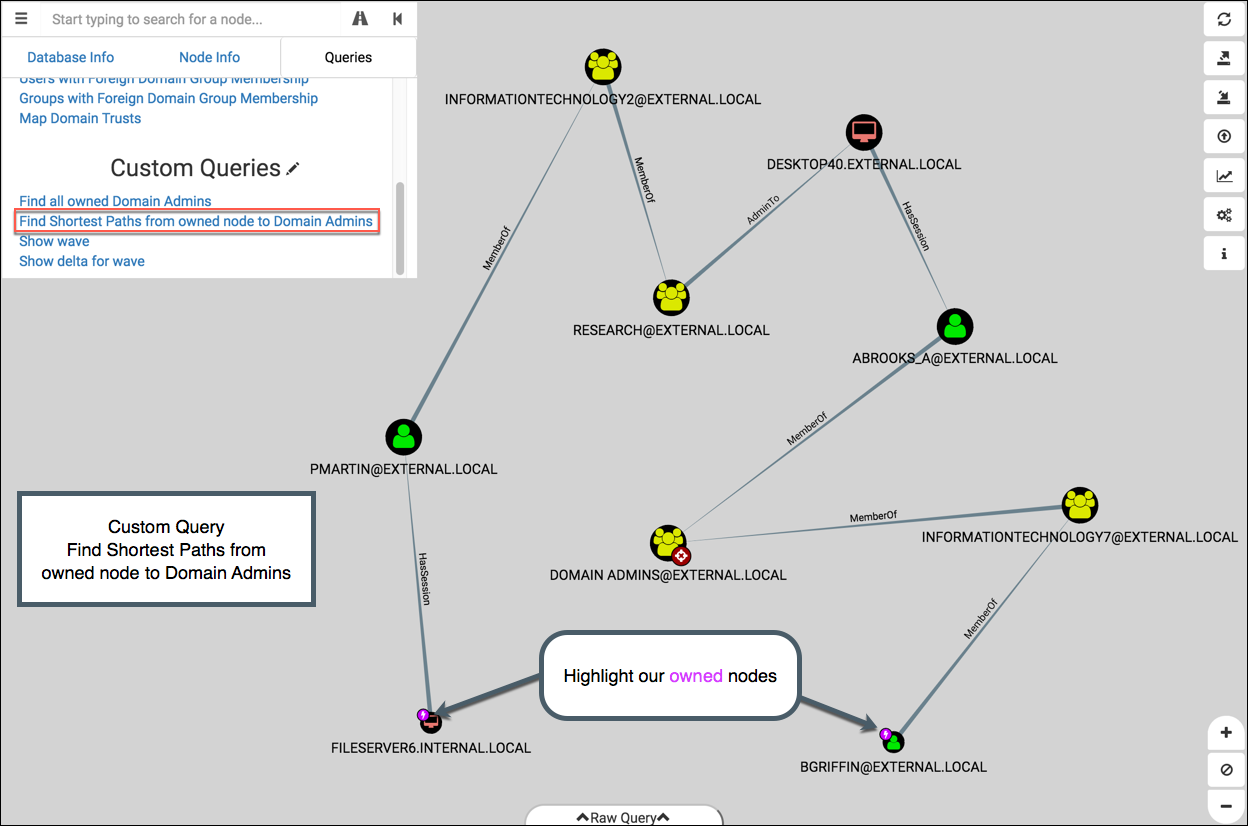 Start typing to search for a node...
Database Info
Node Info
Queries
Users with Foreign Domain Group Membership
Groups with Foreign Domain Group Membership
Map Domain Trusts
Custom Queries
Find all owned Domain Admins
Find Shortest Paths from owned node to Domain Admins
Show wave
Show delta for wave
INFORMATIONTECHNOLOGY2@EXTERNAL.LOCAL
DESKTOP40.EXTERNAL.LOCAL
MemberOf
AdminTo
HasSession
MemberOf
RESEARCH@EXTERNAL.LOCAL
ABROOKS_A@EXTERNAL.LOCAL
MemberOf
PMARTIN@EXTERNAL.LOCAL
Custom Query
Find Shortest Paths from
owned node to Domain Admins
MemberOf
INFORMATIONTECHNOLOGY7@EXTERNAL.LOCAL
DOMAIN ADMINS@EXTERNAL.LOCAL
HasSession
MemberOf
Highlight our owned nodes
FILESERVER6.INTERNAL.LOCAL
BGRIFFIN@EXTERNAL.LOCAL
Raw Query